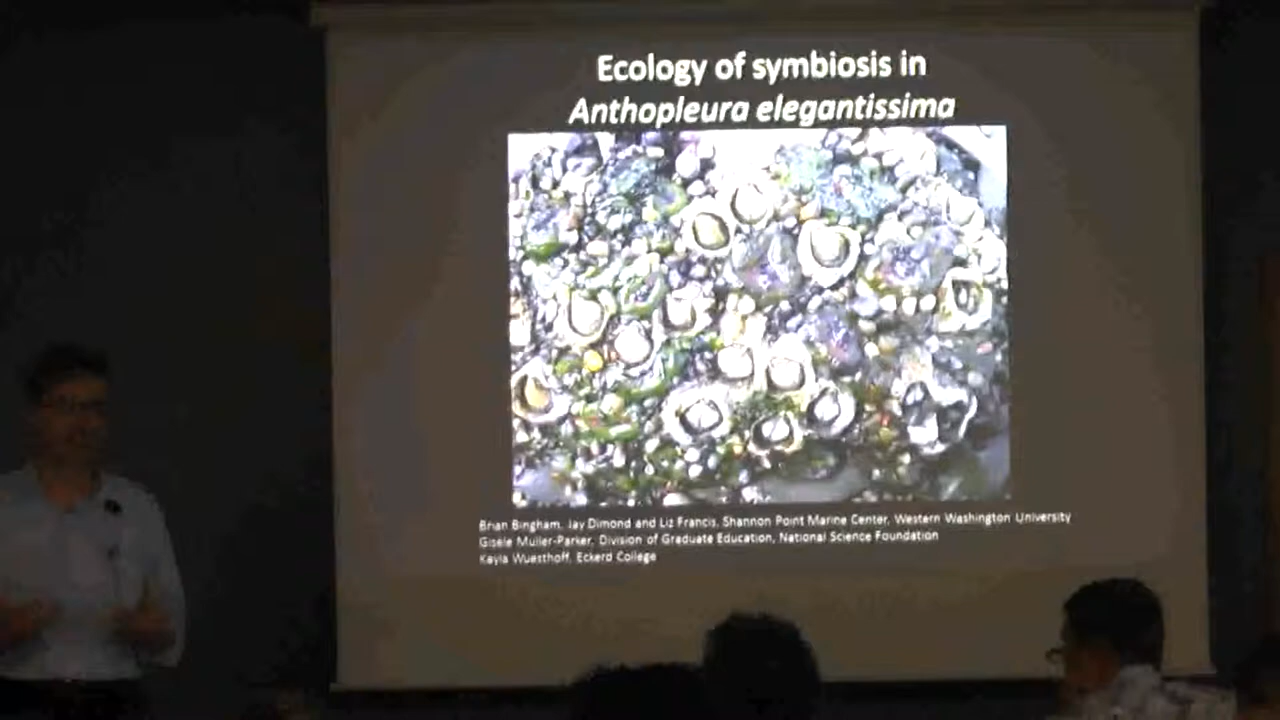 Ecology of symbiosis in
Anthopleura elegantissima
Brian Bingham, Jay Dimond and Liz Francis, Shannon Point Marine Center, Western Washington University
Gisele Muller-Parker, Division of Graduate Education, National Science Foundation
Kayla Wuesthoff, Eckerd College